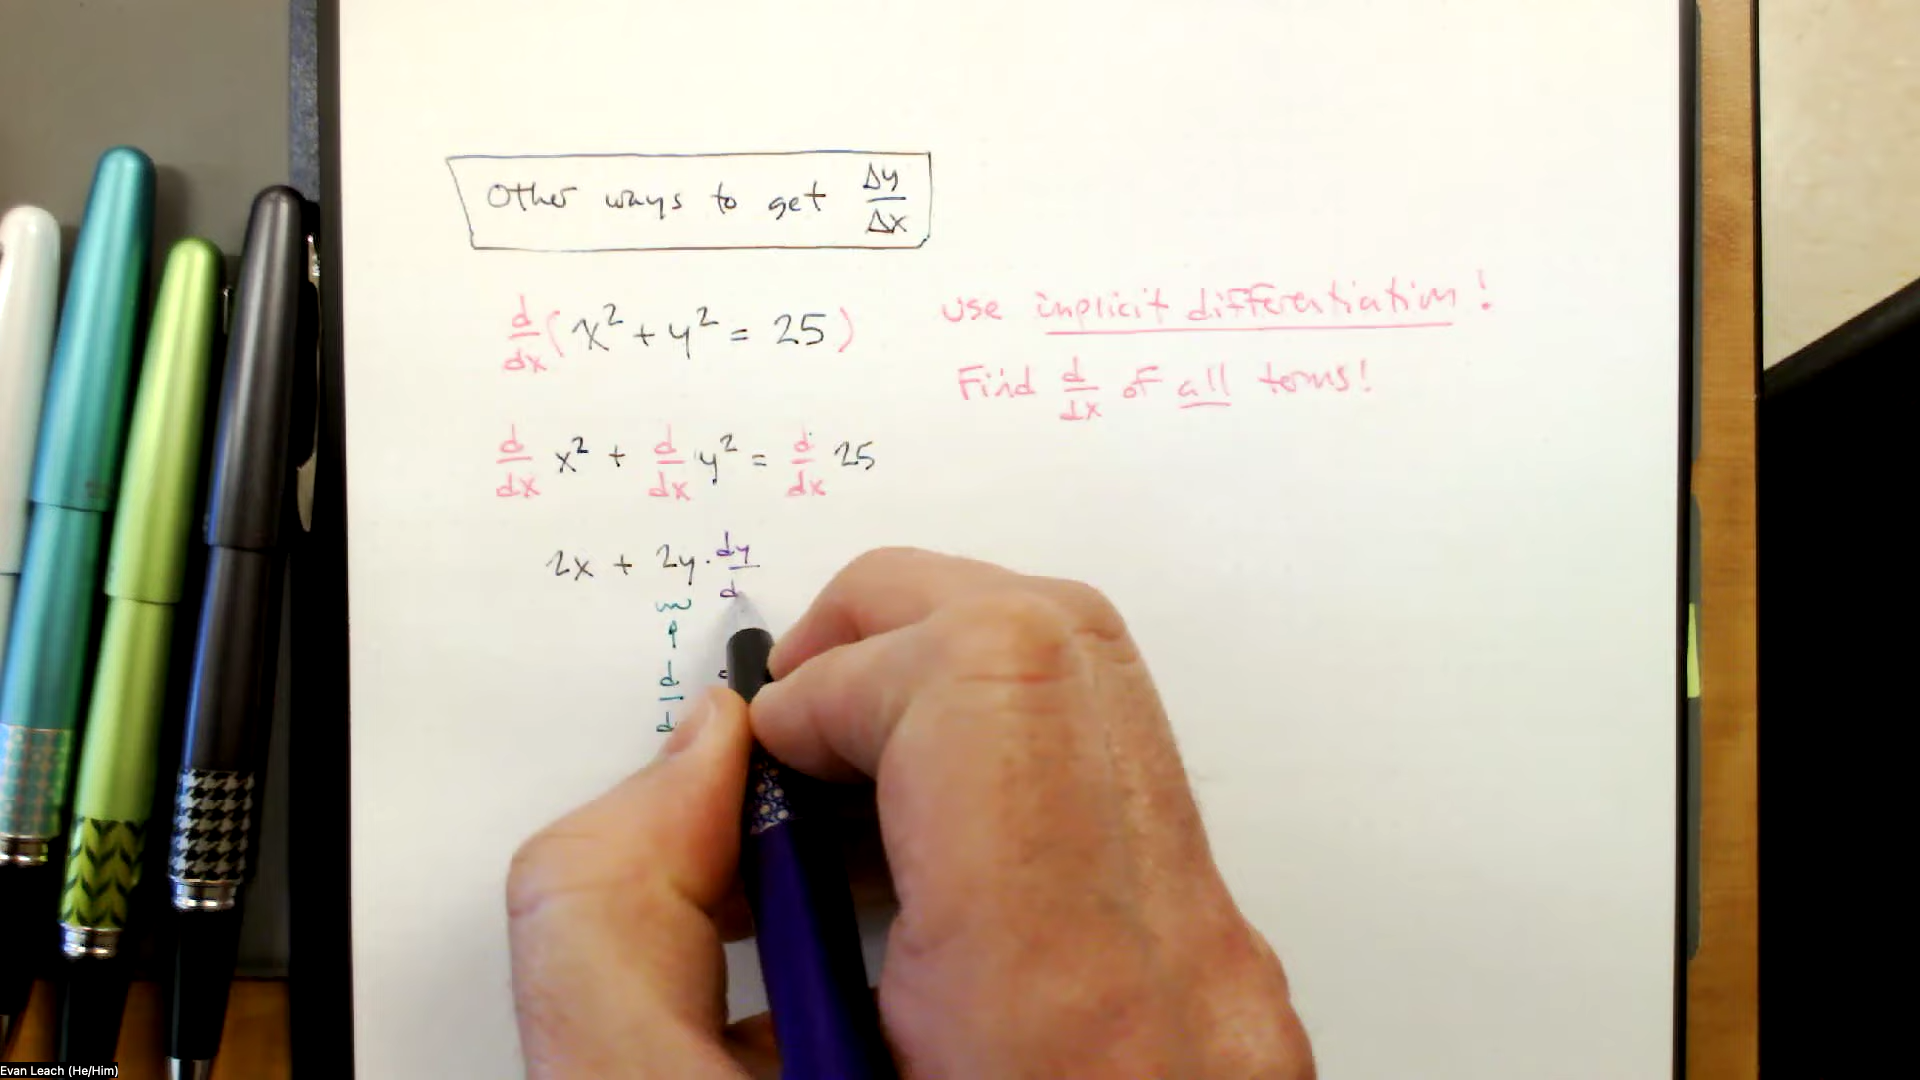 Other ways to get Δy/Δx
d/dx ( x² + y² = 25 )
Use implicit differentiation!
Find d/dx of all terms!
d/dx x² + d/dx y² = d/dx 25
2x + 2y · dy/d
d
d
Evan Leach (He/Him)